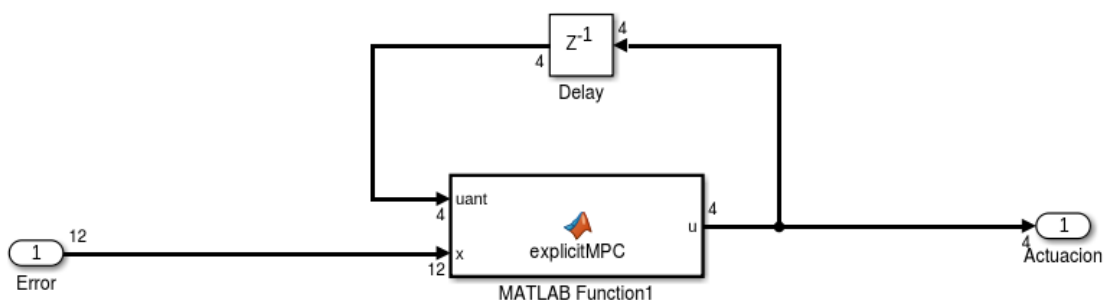 4
Z-1
4
Delay
uant
4
4
u
explicitMPC
12
1
x
12
1
4
Error
Actuacion
MATLAB Function1